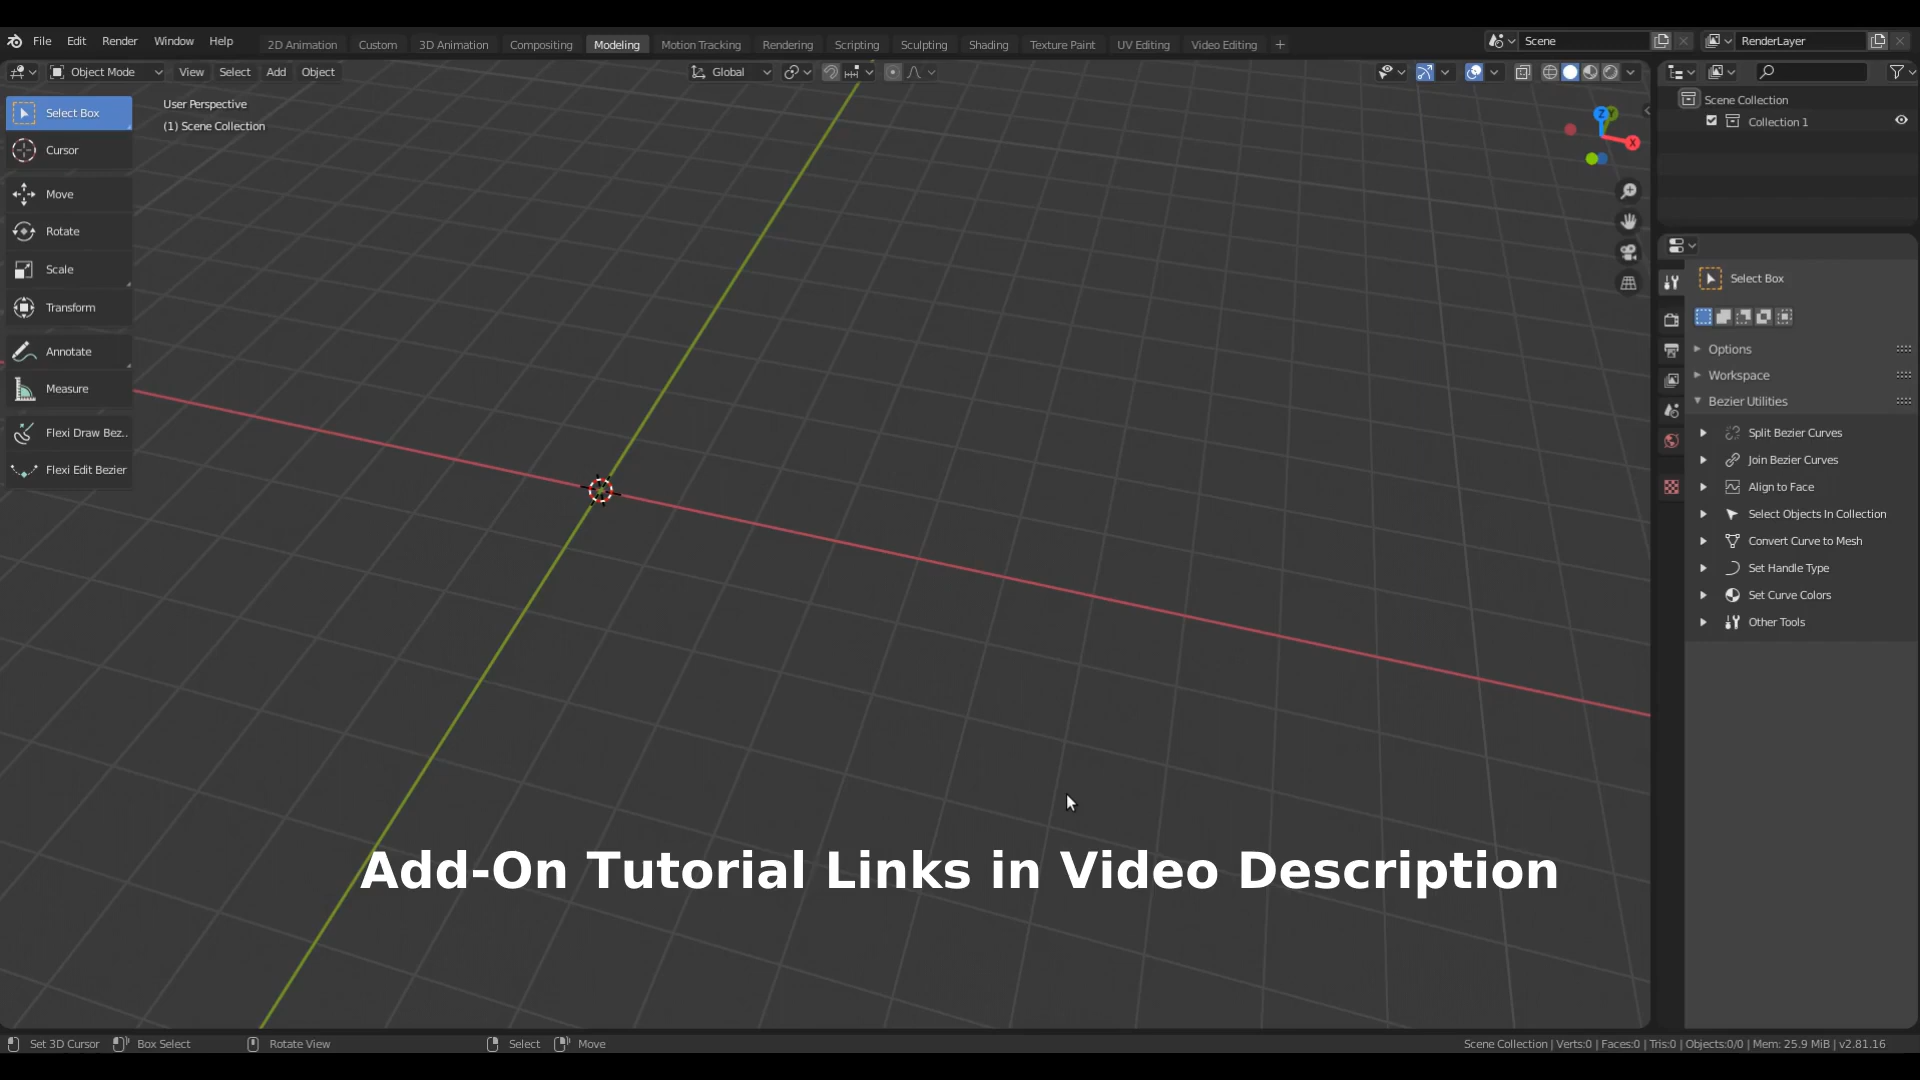 File Edit Render Window Help 2D Animation Custom 3D Animation Compositing Modeling Motion Tracking Rendering Scripting Sculpting Shading Texture Paint UV Editing Video Editing + Scene RenderLayer
Object Mode View Select Add Object Global
User Perspective
(1) Scene Collection
Select Box
Cursor
Move
Rotate
Scale
Transform
Annotate
Measure
Flexi Draw Bez..
Flexi Edit Bezier
Z
Y
X
Scene Collection
Collection 1
Select Box
Options
Workspace
Bezier Utilities
Split Bezier Curves
Join Bezier Curves
Align to Face
Select Objects In Collection
Convert Curve to Mesh
Set Handle Type
Set Curve Colors
Other Tools
Add-On Tutorial Links in Video Description
Set 3D Cursor Box Select Rotate View Select Move Scene Collection | Verts:0 | Faces:0 | Tris:0 | Objects:0/0 | Mem: 25.9 MiB | v2.81.16